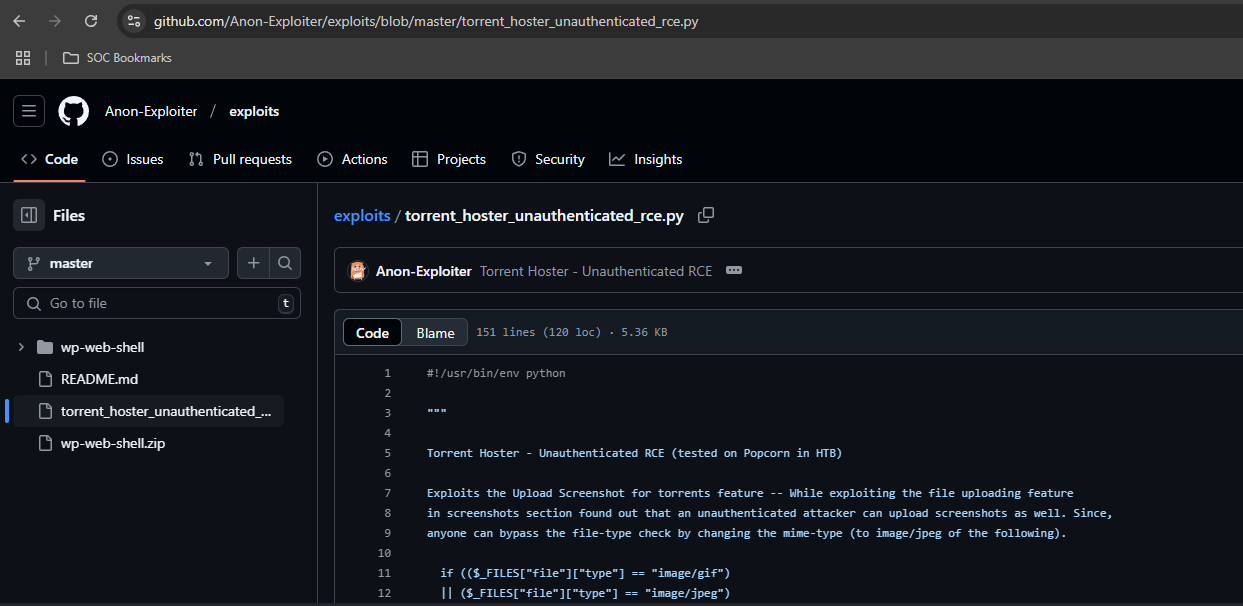 github.com/Anon-Exploiter/exploits/blob/master/torrent_hoster_unauthenticated_rce.py
SOC Bookmarks
Anon-Exploiter / exploits
Code Issues Pull requests Actions Projects Security Insights
Files
master
Go to file t
wp-web-shell
README.md
torrent_hoster_unauthenticated_...
wp-web-shell.zip
exploits / torrent_hoster_unauthenticated_rce.py
Anon-Exploiter Torrent Hoster - Unauthenticated RCE
Code Blame 151 lines (120 loc) · 5.36 KB
1 #!/usr/bin/env python
2
3 """
4
5 Torrent Hoster - Unauthenticated RCE (tested on Popcorn in HTB)
6
7 Exploits the Upload Screenshot for torrents feature -- While exploiting the file uploading feature
8 in screenshots section found out that an unauthenticated attacker can upload screenshots as well. Since,
9 anyone can bypass the file-type check by changing the mime-type (to image/jpeg of the following).
10
11 if (($_FILES["file"]["type"] == "image/gif")
12 || ($_FILES["file"]["type"] == "image/jpeg")